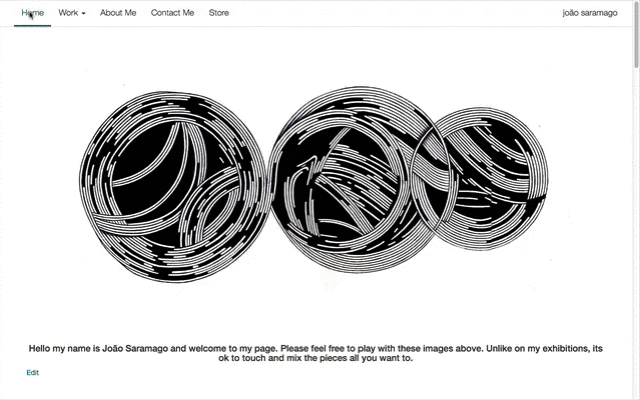 Home Work About Me Contact Me Store joão saramago
Hello my name is João Saramago and welcome to my page. Please feel free to play with these images above. Unlike on my exhibitions, its
ok to touch and mix the pieces all you want to.
Edit